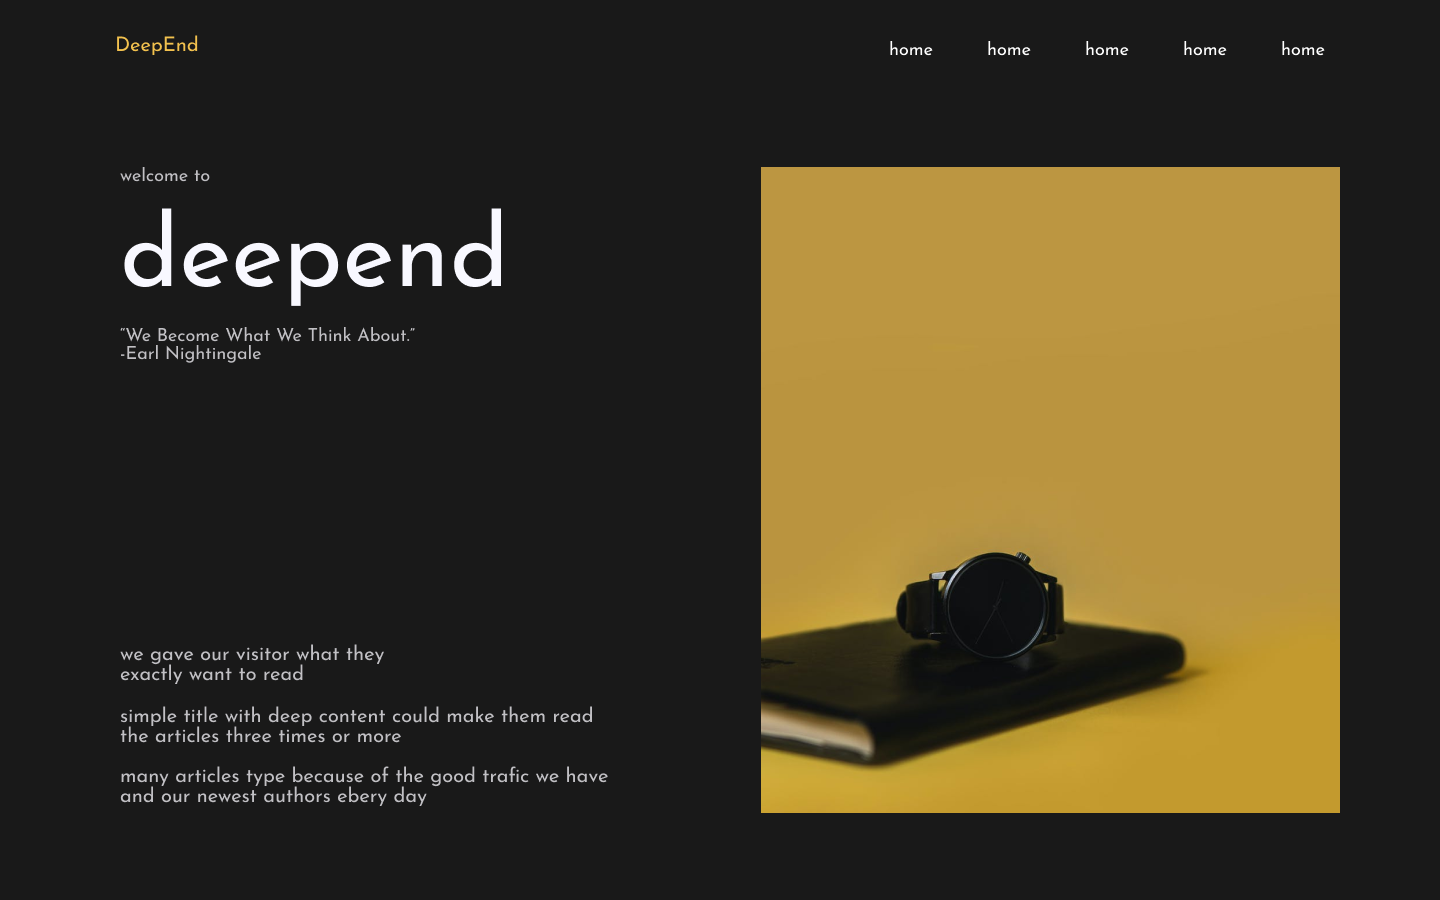 DeepEnd
home home home home home
welcome to
deepend
"We Become What We Think About."
-Earl Nightingale
we gave our visitor what they
exactly want to read
simple title with deep content could make them read
the articles three times or more
many articles type because of the good trafic we have
and our newest authors ebery day